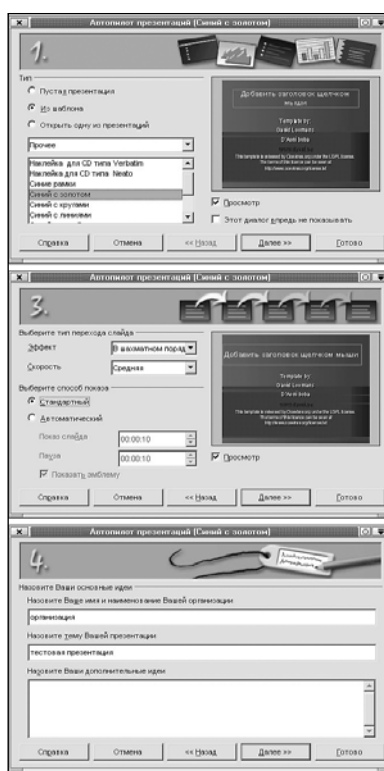 Автопилот презентаций (Синий с золотом)
1.
Тип
Пустая презентация
Из шаблона
Открыть одну из презентаций
Прочее
Наклейка для CD типа Verbatim
Наклейка для CD типа Neato
Синие рамки
Синий с золотом
Синий с кругами
Синий с линиями
Добавить заголовок щелчком
мыши
Template by:
Daniel Leemans
D'Avni India
Просмотр
Этот диалог впредь не показывать
Справка
Отмена
<< Назад
Далее >>
Готово
Автопилот презентаций (Синий с золотом)
3.
Выберите тип перехода слайда
Эффект
В шахматном поряд
Скорость
Средняя
Выберите способ показа
Стандартный
Автоматический
Показ слайда
00:00:10
Пауза
00:00:10
Показать эмблему
Добавить заголовок щелчком мыши
Template by:
Daniel Leemans
D'Avni India
Просмотр
Справка
Отмена
<< Назад
Далее >>
Готово
Автопилот презентаций (Синий с золотом)
4.
Назовите Ваши основные идеи
Назовите Ваше имя и наименование Вашей организации
организация
Назовите тему Вашей презентации
тестовая презентация
Назовите Ваши дополнительные идеи
Справка
Отмена
<< Назад
Далее >>
Готово